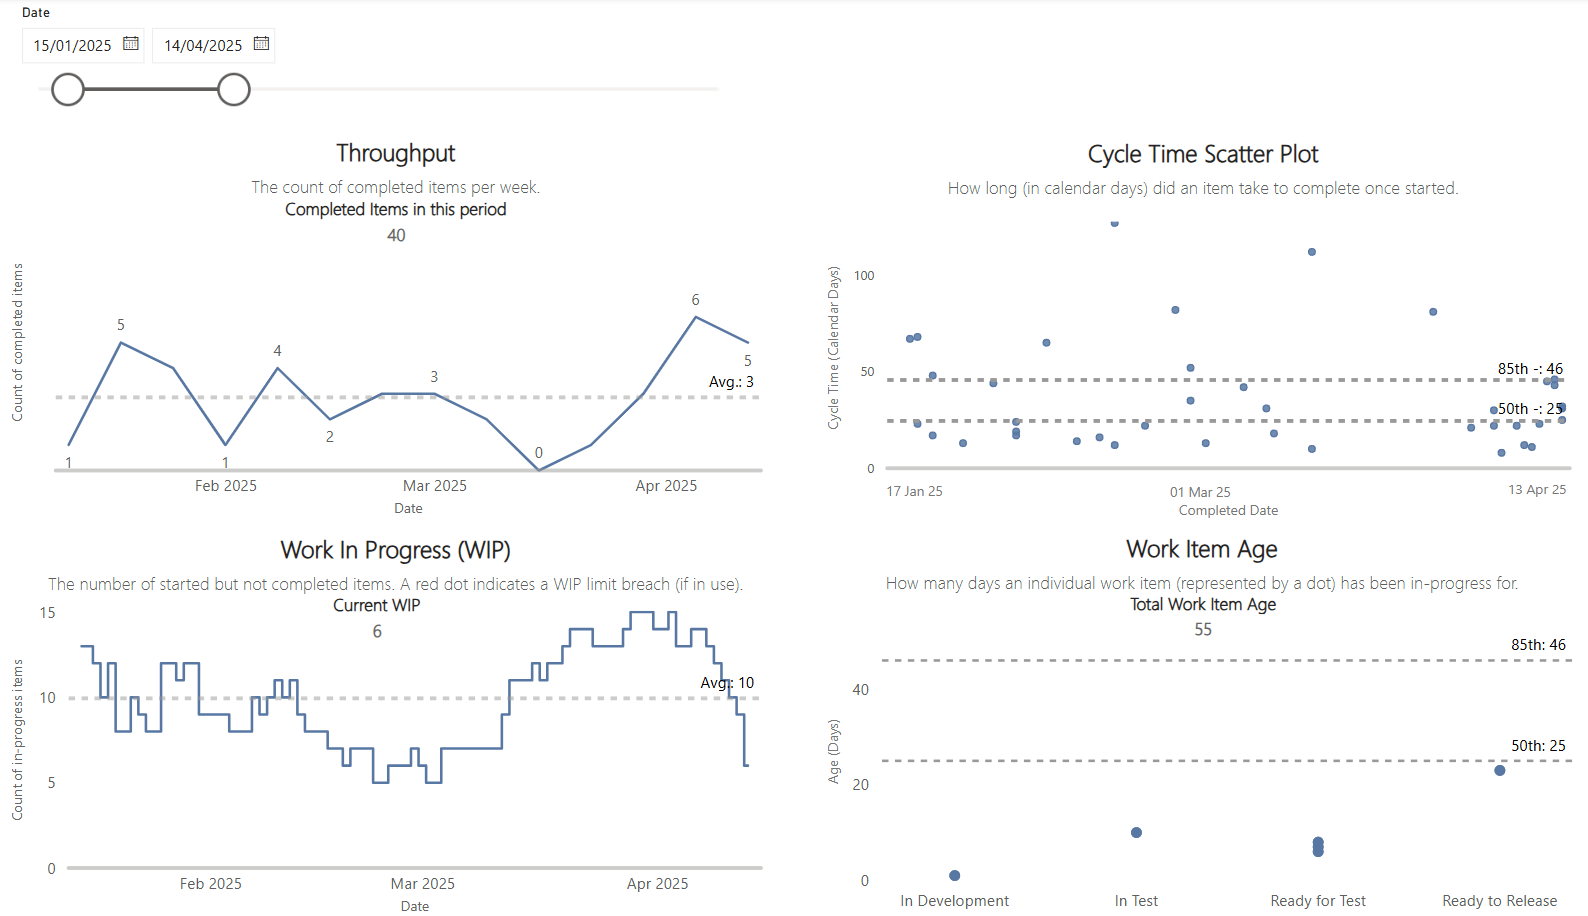 Date
15/01/2025 14/04/2025
Throughput
The count of completed items per week.
Completed Items in this period
40
Count of completed items
1
5
1
4
2
3
0
6
5
Avg.: 3
Feb 2025 Mar 2025 Apr 2025
Date
Cycle Time Scatter Plot
How long (in calendar days) did an item take to complete once started.
Cycle Time (Calendar Days)
100
50
0
85th -: 46
50th -: 25
17 Jan 25 01 Mar 25 13 Apr 25
Completed Date
Work In Progress (WIP)
The number of started but not completed items. A red dot indicates a WIP limit breach (if in use).
Current WIP
6
Count of in-progress items
15
10
5
0
Avg.: 10
Feb 2025 Mar 2025 Apr 2025
Date
Work Item Age
How many days an individual work item (represented by a dot) has been in-progress for.
Total Work Item Age
55
Age (Days)
85th: 46
40
50th: 25
20
0
In Development In Test Ready for Test Ready to Release